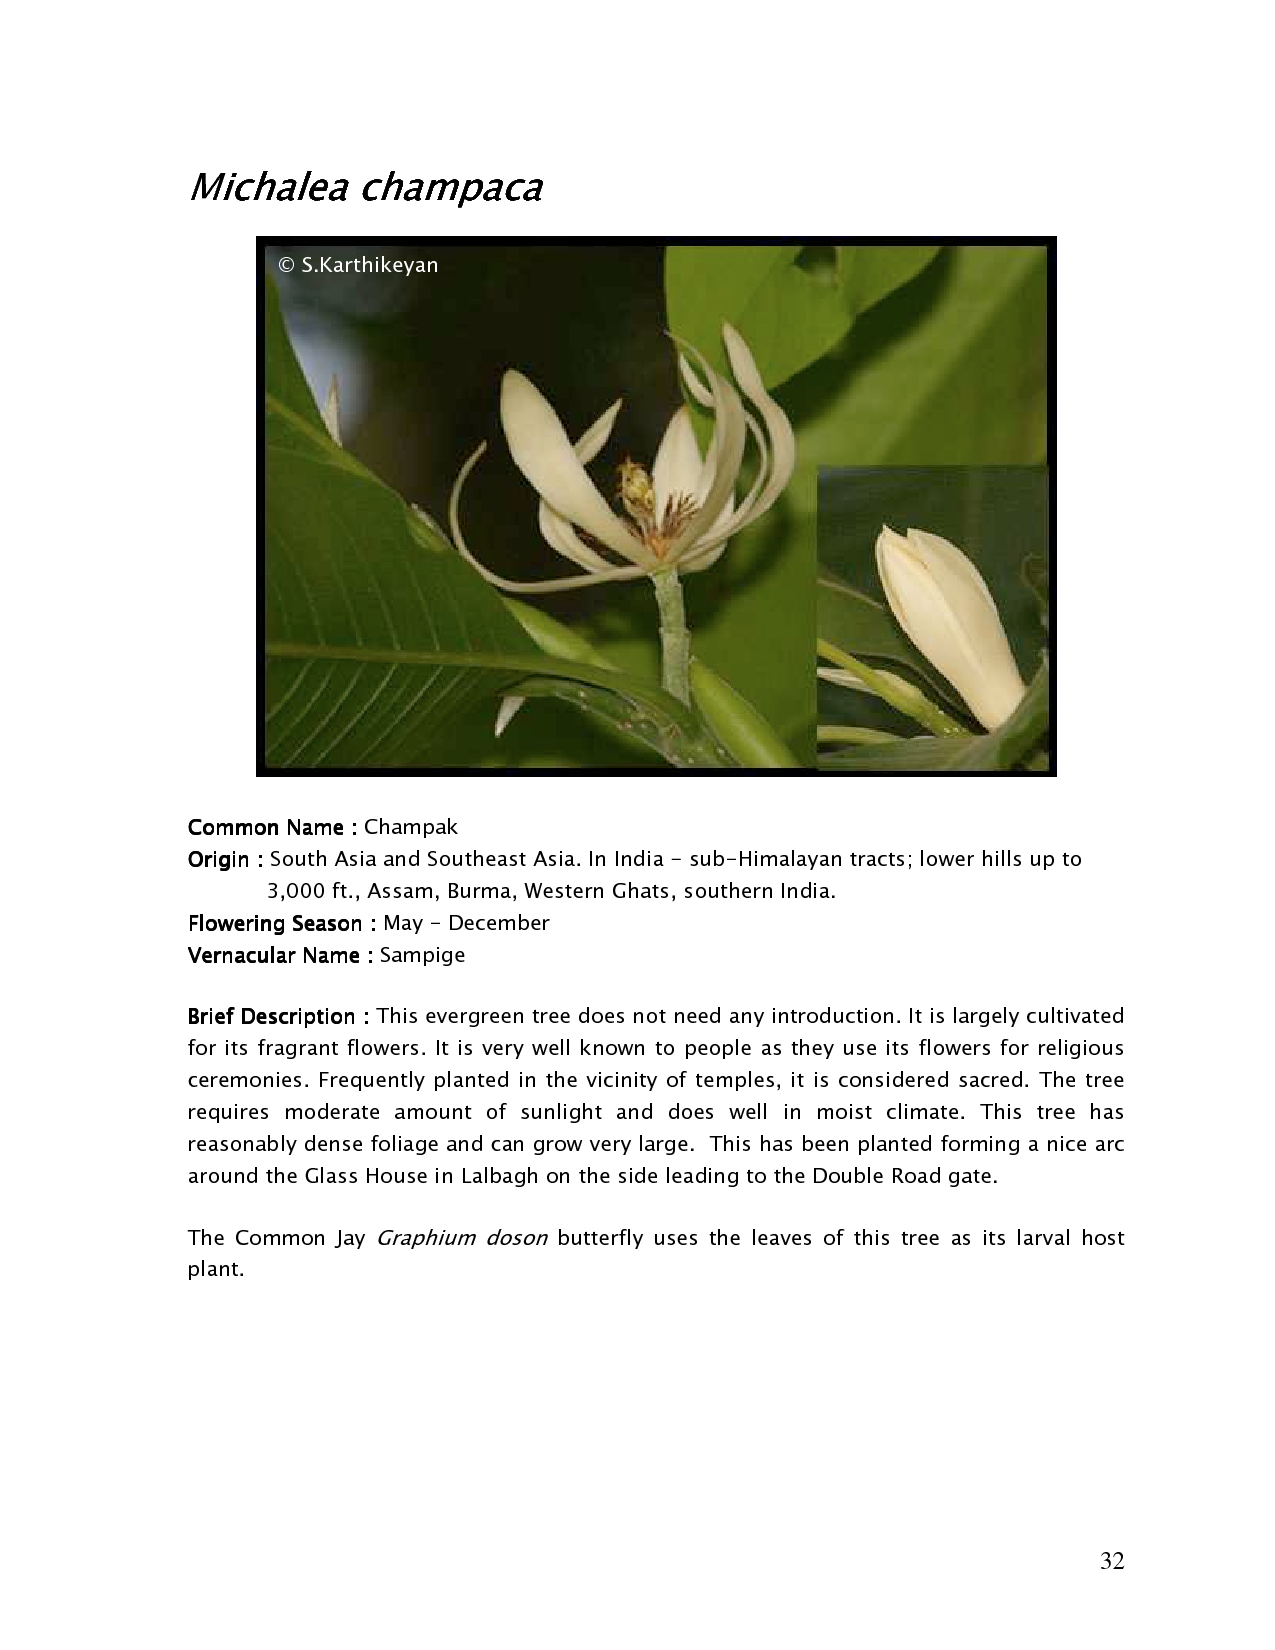 Michalea champaca
© S.Karthikeyan
Common Name : Champak
Origin : South Asia and Southeast Asia. In India – sub-Himalayan tracts; lower hills up to
3,000 ft., Assam, Burma, Western Ghats, southern India.
Flowering Season : May – December
Vernacular Name : Sampige
Brief Description : This evergreen tree does not need any introduction. It is largely cultivated
for its fragrant flowers. It is very well known to people as they use its flowers for religious
ceremonies. Frequently planted in the vicinity of temples, it is considered sacred. The tree
requires moderate amount of sunlight and does well in moist climate. This tree has
reasonably dense foliage and can grow very large. This has been planted forming a nice arc
around the Glass House in Lalbagh on the side leading to the Double Road gate.
The Common Jay Graphium doson butterfly uses the leaves of this tree as its larval host
plant.
32